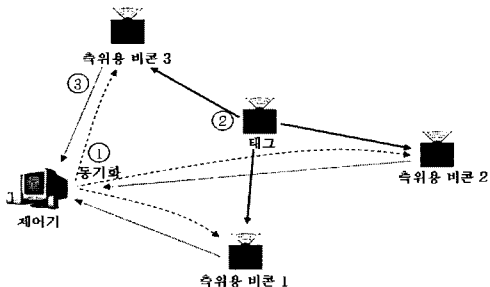 측위용 비콘 3
③
②
태그
①
동기화
측위용 비콘 2
제어기
측위용 비콘 1